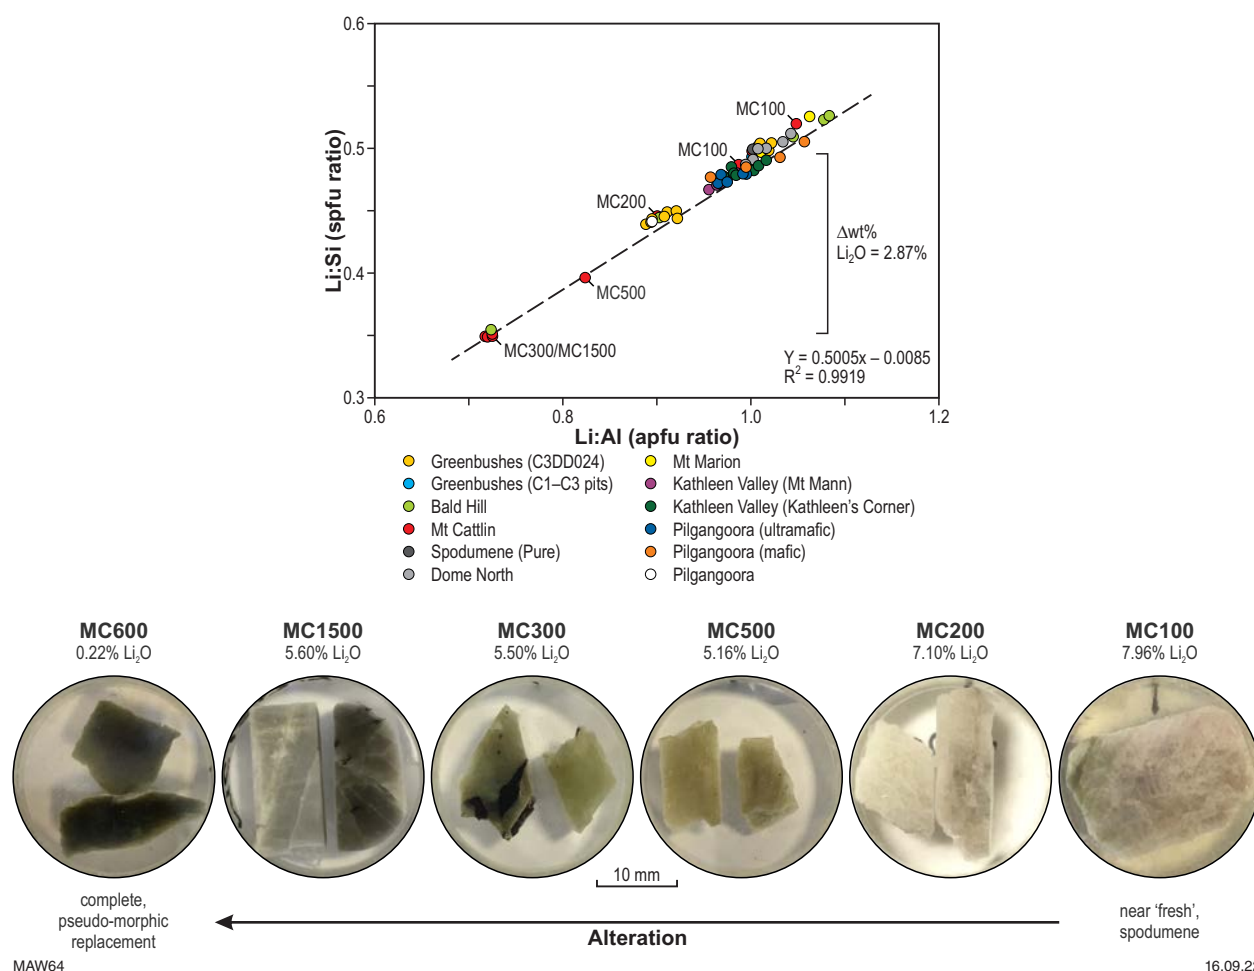 0.6
0.5
0.4
0.3
Li:Si (spfu ratio)
MC100
MC100
MC200
MC500
MC300/MC1500
Δwt%
Li₂O = 2.87%
Y = 0.5005x – 0.0085
R² = 0.9919
0.6 0.8 1.0 1.2
Li:Al (apfu ratio)
Greenbushes (C3DD024)
Greenbushes (C1–C3 pits)
Bald Hill
Mt Cattlin
Spodumene (Pure)
Dome North
Mt Marion
Kathleen Valley (Mt Mann)
Kathleen Valley (Kathleen's Corner)
Pilgangoora (ultramafic)
Pilgangoora (mafic)
Pilgangoora
MC600 MC1500 MC300 MC500 MC200 MC100
0.22% Li₂O 5.60% Li₂O 5.50% Li₂O 5.16% Li₂O 7.10% Li₂O 7.96% Li₂O
10 mm
complete,
pseudo-morphic
replacement
Alteration
near ‘fresh’,
spodumene
MAW64